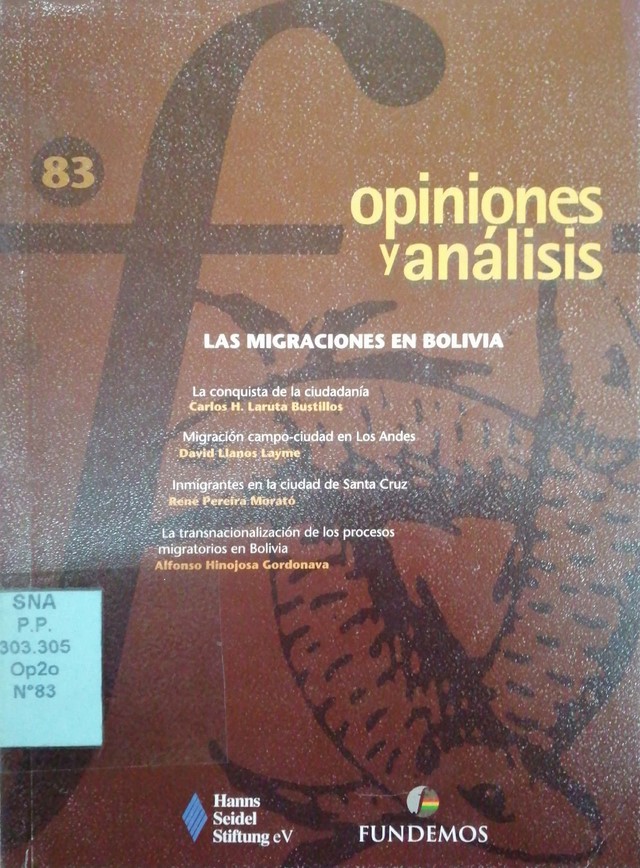 83
opiniones
y análisis
LAS MIGRACIONES EN BOLIVIA
La conquista de la ciudadanía
Carlos H. Laruta Bustillos
Migración campo-ciudad en Los Andes
David Llanos Layme
Inmigrantes en la ciudad de Santa Cruz
René Pereira Morató
La transnacionalización de los procesos
migratorios en Bolivia
Alfonso Hinojosa Gordonava
SNA
P.P.
303.305
Op2o
N°83
Hanns
Seidel
Stiftung eV
FUNDEMOS